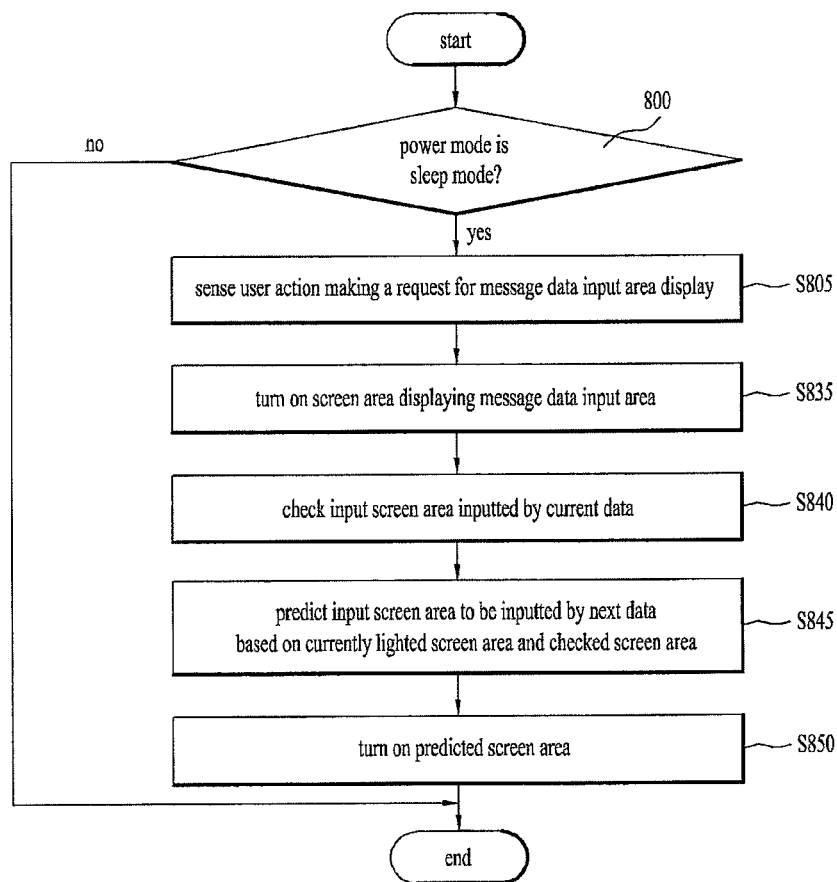 start
800
no
power mode is
sleep mode?
yes
sense user action making a request for message data input area display
S805
turn on screen area displaying message data input area
S835
check input screen area inputted by current data
S840
predict input screen area to be inputted by next data
based on currently lighted screen area and checked screen area
S845
turn on predicted screen area
S850
end